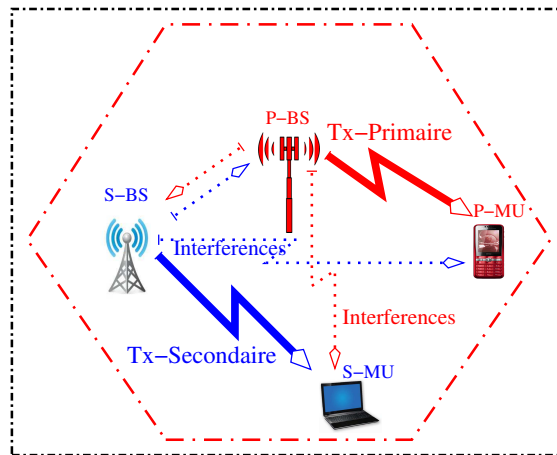 P-BS
Tx-Primaire
S-BS
P-MU
Interferences
Interferences
Tx-Secondaire
S-MU